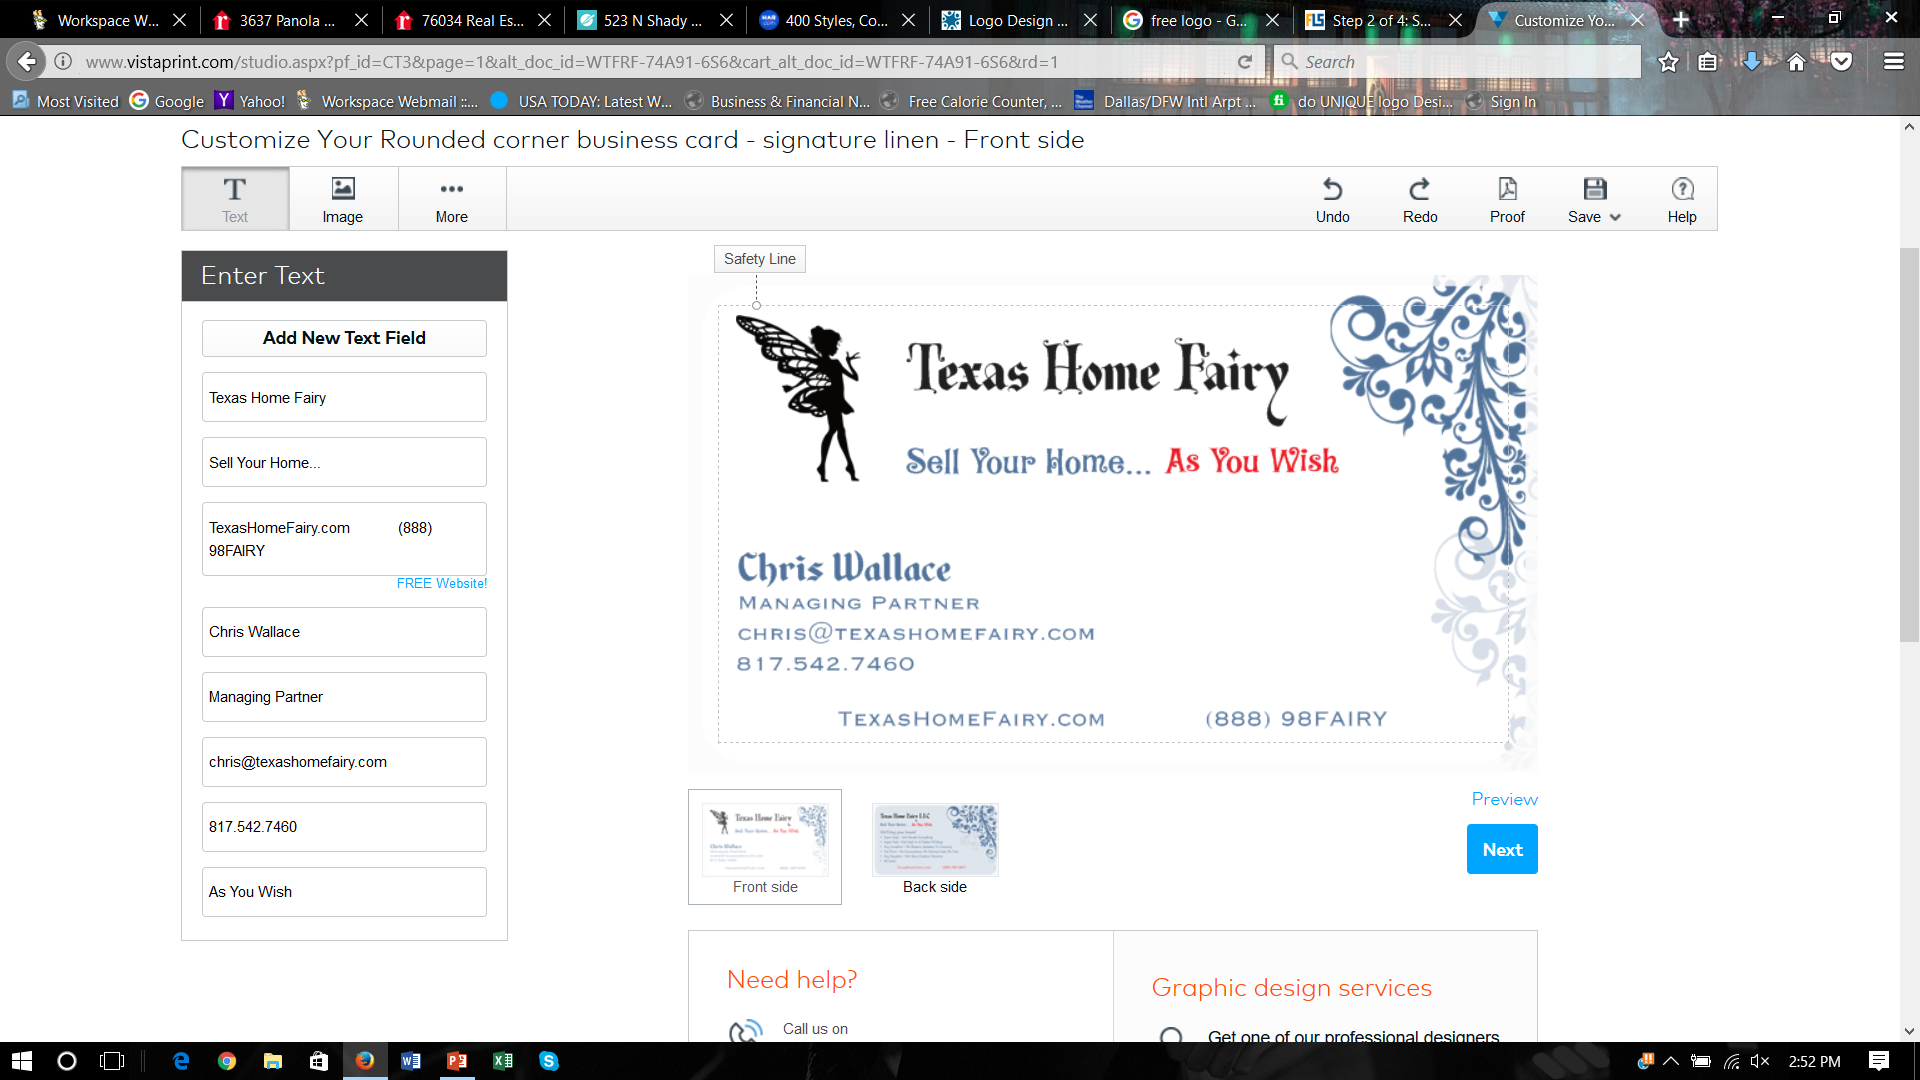 Workspace W...
3637 Panola ...
76034 Real Es...
523 N Shady ...
400 Styles, Co...
Logo Design ...
free logo - G...
Step 2 of 4: S...
Customize Yo...
www.vistaprint.com/studio.aspx?pf_id=CT3&page=1&alt_doc_id=WTFRF-74A91-6S6&cart_alt_doc_id=WTFRF-74A91-6S6&rd=1
Search
Most Visited
Google
Yahoo!
Workspace Webmail ::...
USA TODAY: Latest W...
Business & Financial N...
Free Calorie Counter, ...
Dallas/DFW Intl Arpt ...
do UNIQUE logo Desi...
Sign In
Customize Your Rounded corner business card - signature linen - Front side
Text
Image
More
Undo
Redo
Proof
Save
Help
Enter Text
Add New Text Field
Texas Home Fairy
Sell Your Home...
TexasHomeFairy.com (888)
98FAIRY
FREE Website!
Chris Wallace
Managing Partner
chris@texashomefairy.com
817.542.7460
As You Wish
Safety Line
Texas Home Fairy
Sell Your Home... As You Wish
Chris Wallace
Managing Partner
chris@texashomefairy.com
817.542.7460
TexasHomeFairy.com (888) 98FAIRY
Front side
Back side
Preview
Next
Need help?
Call us on
Graphic design services
Get one of our professional designers
2:52 PM